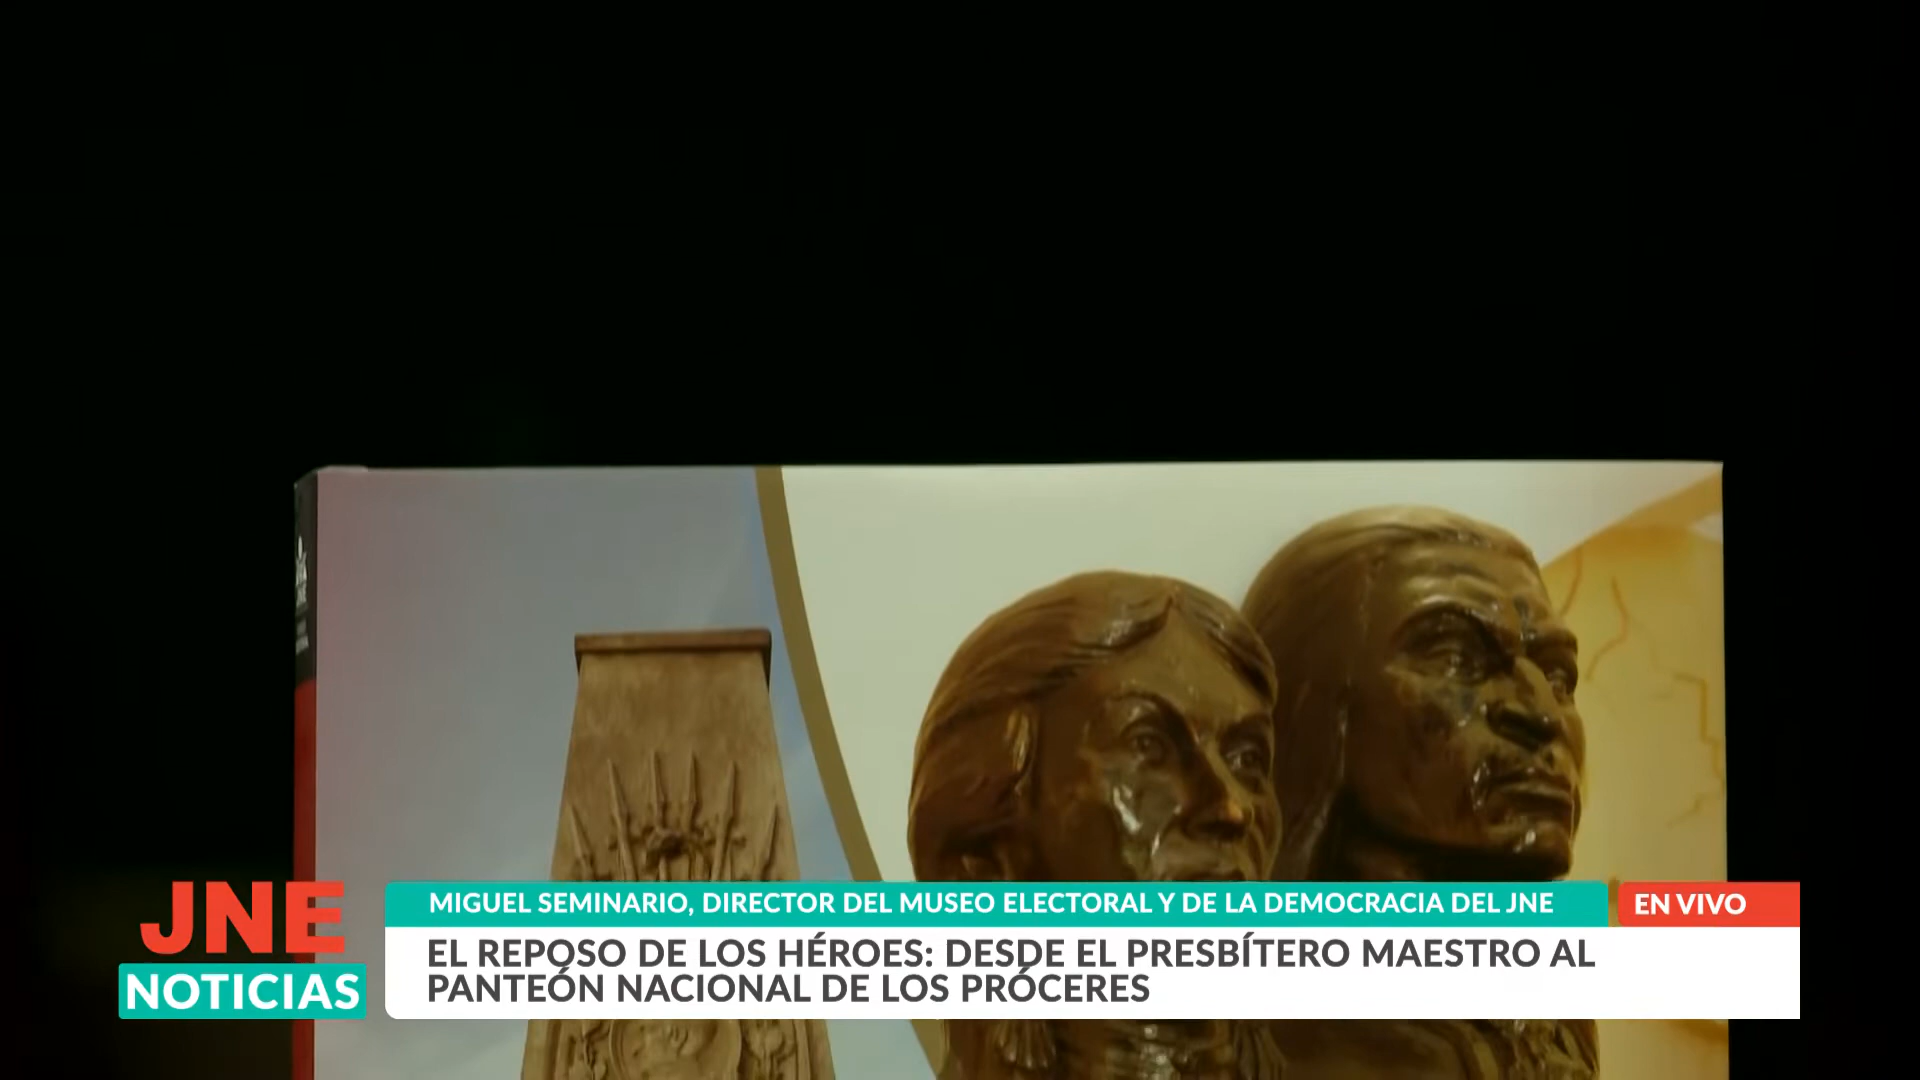 JNE
NOTICIAS
MIGUEL SEMINARIO, DIRECTOR DEL MUSEO ELECTORAL Y DE LA DEMOCRACIA DEL JNE
EN VIVO
EL REPOSO DE LOS HÉROES: DESDE EL PRESBÍTERO MAESTRO AL
PANTEÓN NACIONAL DE LOS PRÓCERES